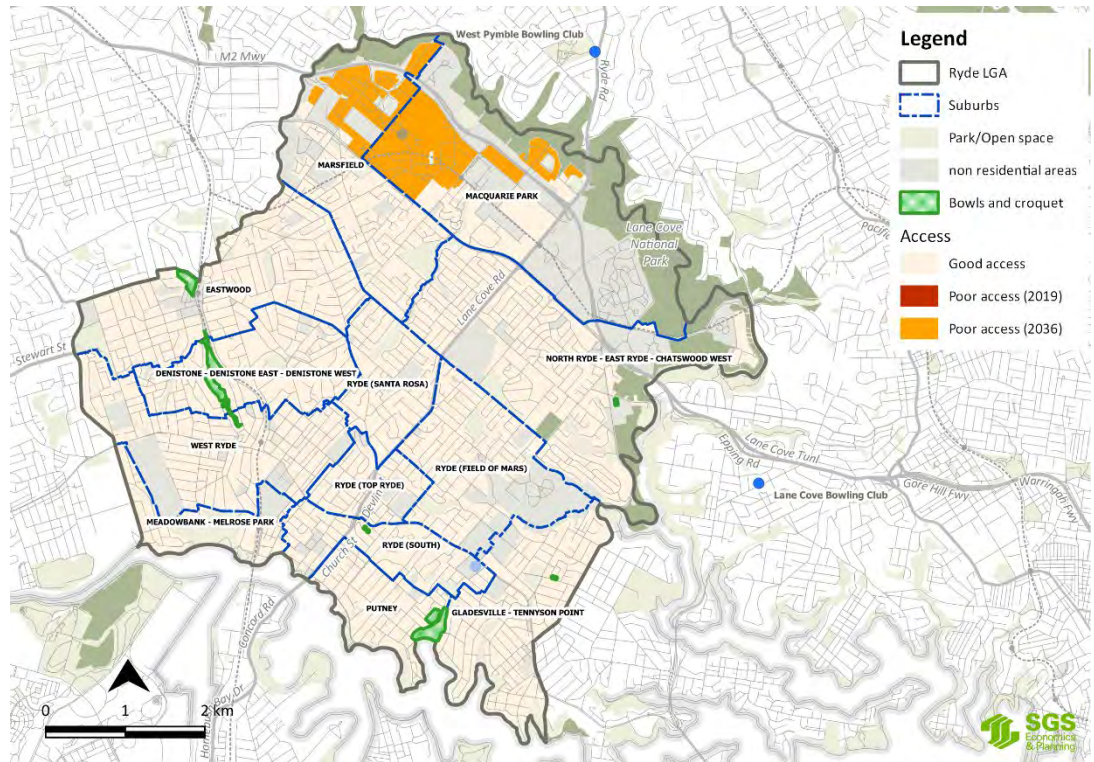 West Pymble Bowling Club
M2 Mwy
Ryde Rd
MARSFIELD
MACQUARIE PARK
Lane Cove
National
Park
Pacific
EASTWOOD
Lane Cove Rd
Stewart St
NORTH RYDE - EAST RYDE - CHATSWOOD WEST
DENISTONE - DENISTONE EAST - DENISTONE WEST
RYDE (SANTA ROSA)
WEST RYDE
RYDE (FIELD OF MARS)
Lane Cove Tunl
Epping Rd
RYDE (TOP RYDE)
Gore Hill Fwy
Warringah Fwy
Lane Cove Bowling Club
Devlin
MEADOWBANK - MELROSE PARK
RYDE (SOUTH)
Church St
PUTNEY
GLADESVILLE - TENNYSON POINT
Concord Rd
Bay Dr
0 1 2 km
Legend
Ryde LGA
Suburbs
Park/Open space
non residential areas
Bowls and croquet
Access
Good access
Poor access (2019)
Poor access (2036)
SGS
Economics
& Planning